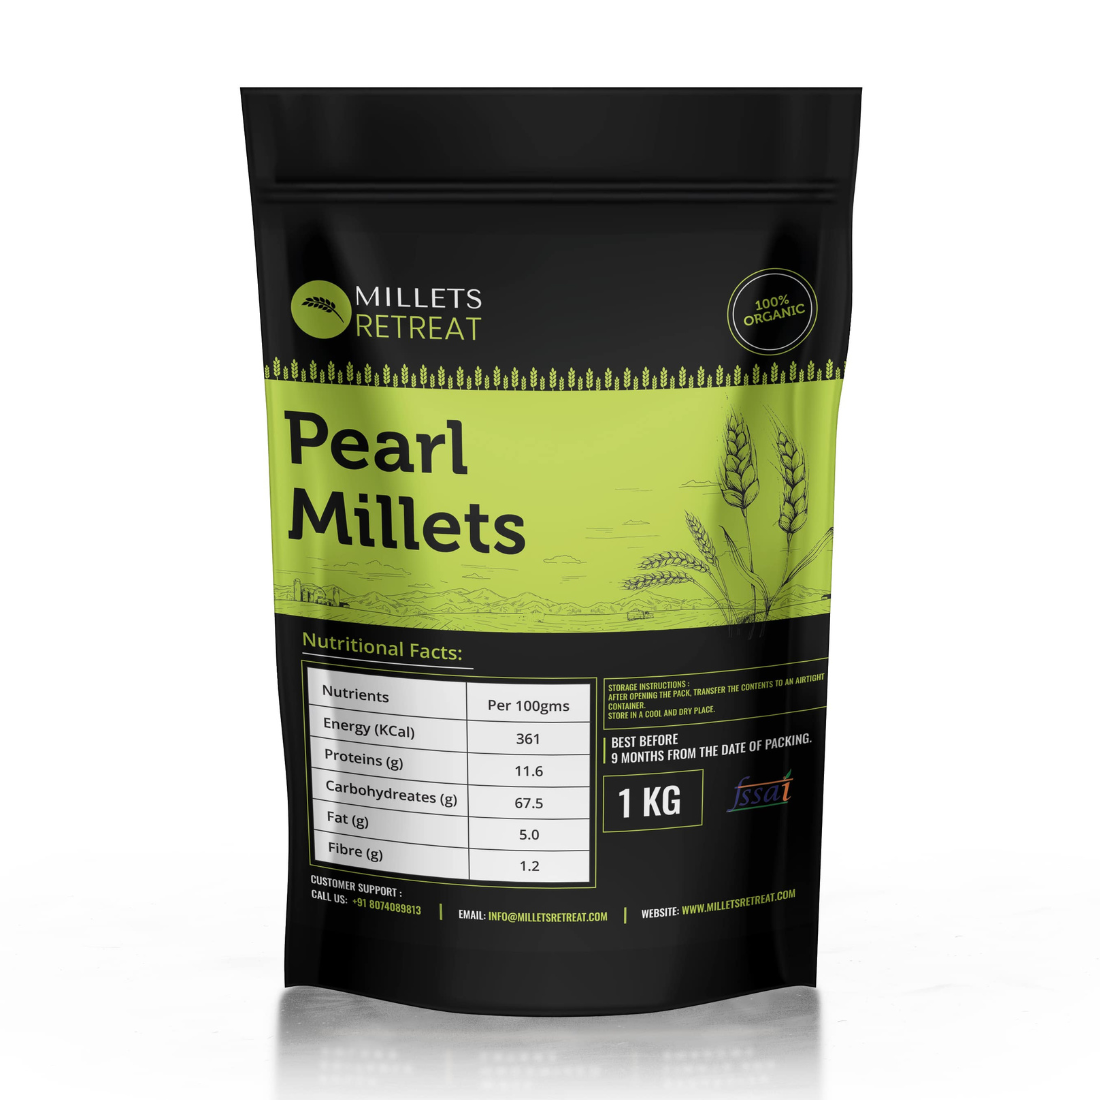 MILLETS
RETREAT
100%
ORGANIC
Pearl
Millets
Nutritional Facts:
Nutrients Per 100gms
Energy (KCal) 361
Proteins (g) 11.6
Carbohydreates (g) 67.5
Fat (g) 5.0
Fibre (g) 1.2
STORAGE INSTRUCTIONS :
AFTER OPENING THE PACK, TRANSFER THE CONTENTS TO AN AIRTIGHT
CONTAINER.
STORE IN A COOL AND DRY PLACE.
BEST BEFORE
9 MONTHS FROM THE DATE OF PACKING.
1 KG
fssai
CUSTOMER SUPPORT :
CALL US: +91 8074089813 | EMAIL: INFO@MILLETSRETREAT.COM | WEBSITE: WWW.MILLETSRETREAT.COM